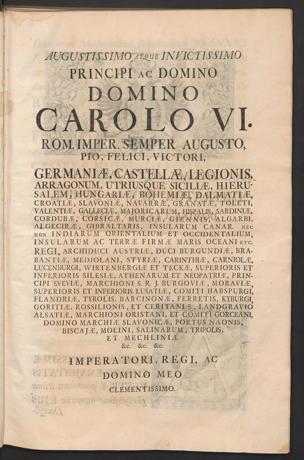 AUGUSTISSIMO ATQUE INVICTISSIMO
PRINCIPI AC DOMINO
DOMINO
CAROLO VI.
ROM. IMPER. SEMPER AUGUSTO,
PIO, FELICI, VICTORI,
GERMANIÆ, CASTELLÆ, LEGIONIS,
ARRAGONUM, UTRIUSQUE SICILIÆ, HIERU-
SALEM, HUNGARIÆ, BOHEMIÆ, DALMATIÆ,
CROATIÆ, SLAVONIÆ, NAVARRÆ, GRANATÆ, TOLETI,
VALENTIÆ, GALLECIÆ, MAJORICARUM, HISPALIS, SARDINIÆ,
CORDUBÆ, CORSICÆ, MURCIÆ, GIENNIS, ALGARBI,
ALGECIRÆ, GIBRALTARIS, INSULARUM CANAR. NEC
NON INDIARUM ORIENTALIUM ET OCCIDENTALIUM,
INSULARUM AC TERRÆ FIRMÆ MARIS OCEANI ETC.
REGI, ARCHIDUCI AUSTRIÆ, DUCI BURGUNDIÆ, BRA-
BANTIÆ, MEDIOLANI, STYRIÆ, CARINTHIÆ, CARNIOLÆ,
LUCENBURGI, WIRTENBERGÆ ET TECKÆ, SUPERIORIS ET
INFERIORIS SILESIÆ, ATHENARUM ET NEOPATRIÆ, PRIN-
CIPI SVEVIÆ, MARCHIONI S. R. J. BURGOVIÆ, MORAVIÆ,
SUPERIORIS ET INFERIORIS LUSATIÆ, COMITI HABSPURGI,
FLANDRIÆ, TIROLIS, BARCINONÆ, FERRETIS, KYBURGI,
GORITIÆ, ROSSILIONIS, ET CERITANIÆ, LANDGRAVIO
ALSATIÆ, MARCHIONI ORISTANI, ET COMITI GORCEANI,
DOMINO MARCHIÆ SLAVONICÆ, PORTUS NAONIS,
BISCAJÆ, MOLINI, SALINARUM, TRIPOLIS,
ET MECHLINIÆ
&c. &c. &c.
IMPERATORI, REGI, AC
DOMINO MEO
CLEMENTISSIMO.